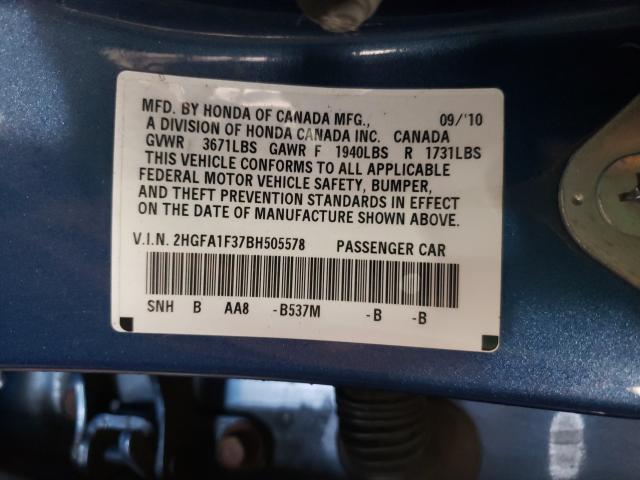 MFD. BY HONDA OF CANADA MFG., 09/'10
A DIVISION OF HONDA CANADA INC. CANADA
GVWR 3671LBS GAWR F 1940LBS R 1731LBS
THIS VEHICLE CONFORMS TO ALL APPLICABLE
FEDERAL MOTOR VEHICLE SAFETY, BUMPER,
AND THEFT PREVENTION STANDARDS IN EFFECT
ON THE DATE OF MANUFACTURE SHOWN ABOVE.
V.I.N. 2HGFA1F37BH505578 PASSENGER CAR
SNH B AA8 -B537M -B -B